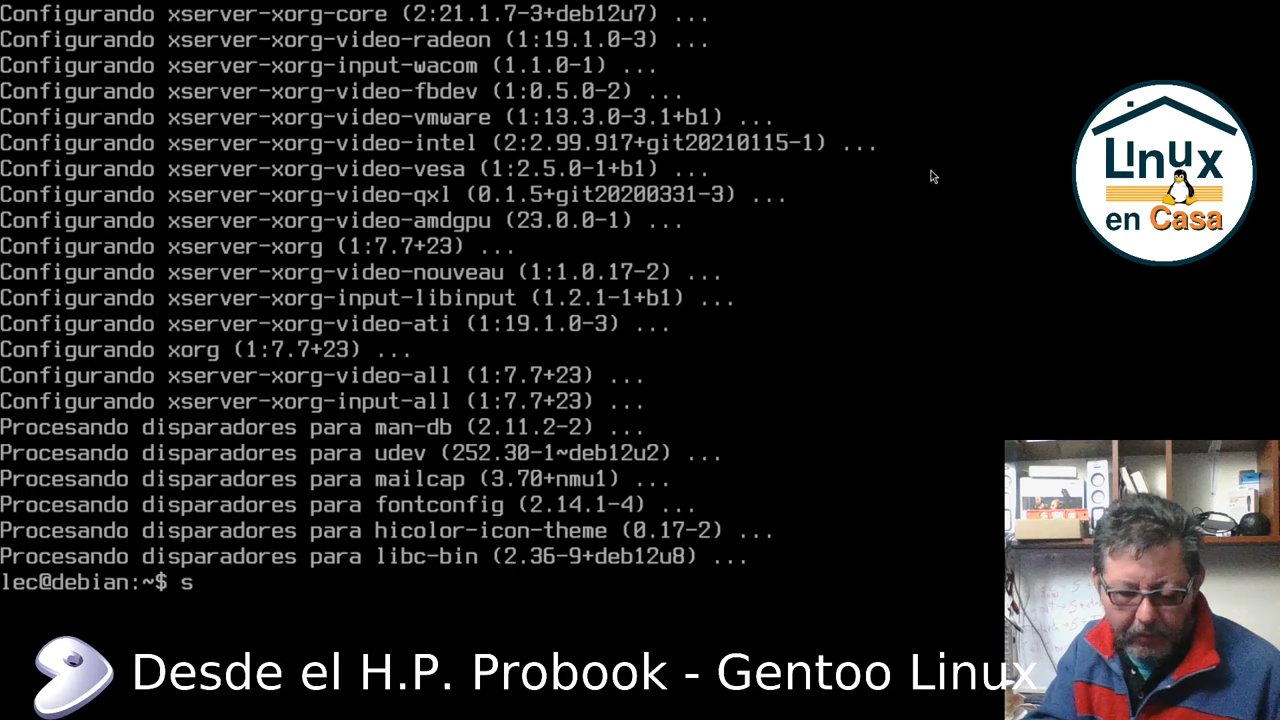 Configurando xserver-xorg-core (2:21.1.7-3+deb12u7) ...
Configurando xserver-xorg-video-radeon (1:19.1.0-3) ...
Configurando xserver-xorg-input-wacom (1.1.0-1) ...
Configurando xserver-xorg-video-fbdev (1:0.5.0-2) ...
Configurando xserver-xorg-video-vmware (1:13.3.0-3.1+b1) ...
Configurando xserver-xorg-video-intel (2:2.99.917+git20210115-1) ...
Configurando xserver-xorg-video-vesa (1:2.5.0-1+b1) ...
Configurando xserver-xorg-video-qxl (0.1.5+git20200331-3) ...
Configurando xserver-xorg-video-amdgpu (23.0.0-1) ...
Configurando xserver-xorg (1:7.7+23) ...
Configurando xserver-xorg-video-nouveau (1:1.0.17-2) ...
Configurando xserver-xorg-input-libinput (1.2.1-1+b1) ...
Configurando xserver-xorg-video-ati (1:19.1.0-3) ...
Configurando xorg (1:7.7+23) ...
Configurando xserver-xorg-video-all (1:7.7+23) ...
Configurando xserver-xorg-input-all (1:7.7+23) ...
Procesando disparadores para man-db (2.11.2-2) ...
Procesando disparadores para udev (252.30-1~deb12u2) ...
Procesando disparadores para mailcap (3.70+nmu1) ...
Procesando disparadores para fontconfig (2.14.1-4) ...
Procesando disparadores para hicolor-icon-theme (0.17-2) ...
Procesando disparadores para libc-bin (2.36-9+deb12u8) ...
lec@debian:~$ s
Linux
en Casa
Desde el H.P. Probook - Gentoo Linux